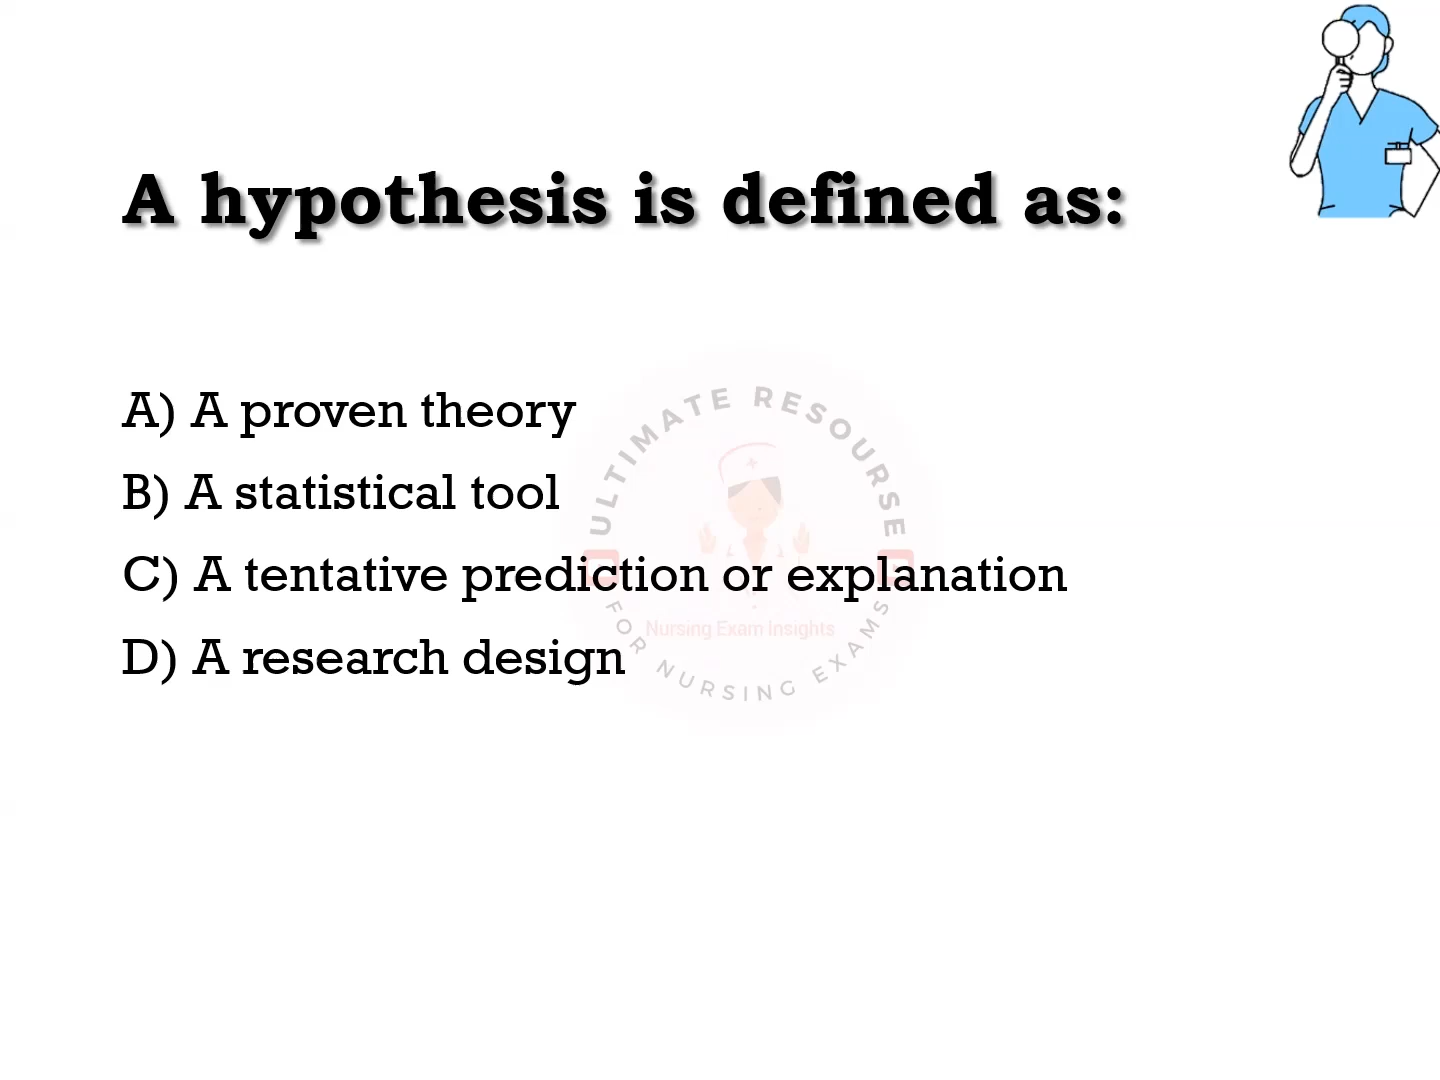 A hypothesis is defined as:
A) A proven theory
B) A statistical tool
C) A tentative prediction or explanation
D) A research design
ULTIMATE RESOURSE
Nursing Exam Insights
FOR NURSING EXAMS